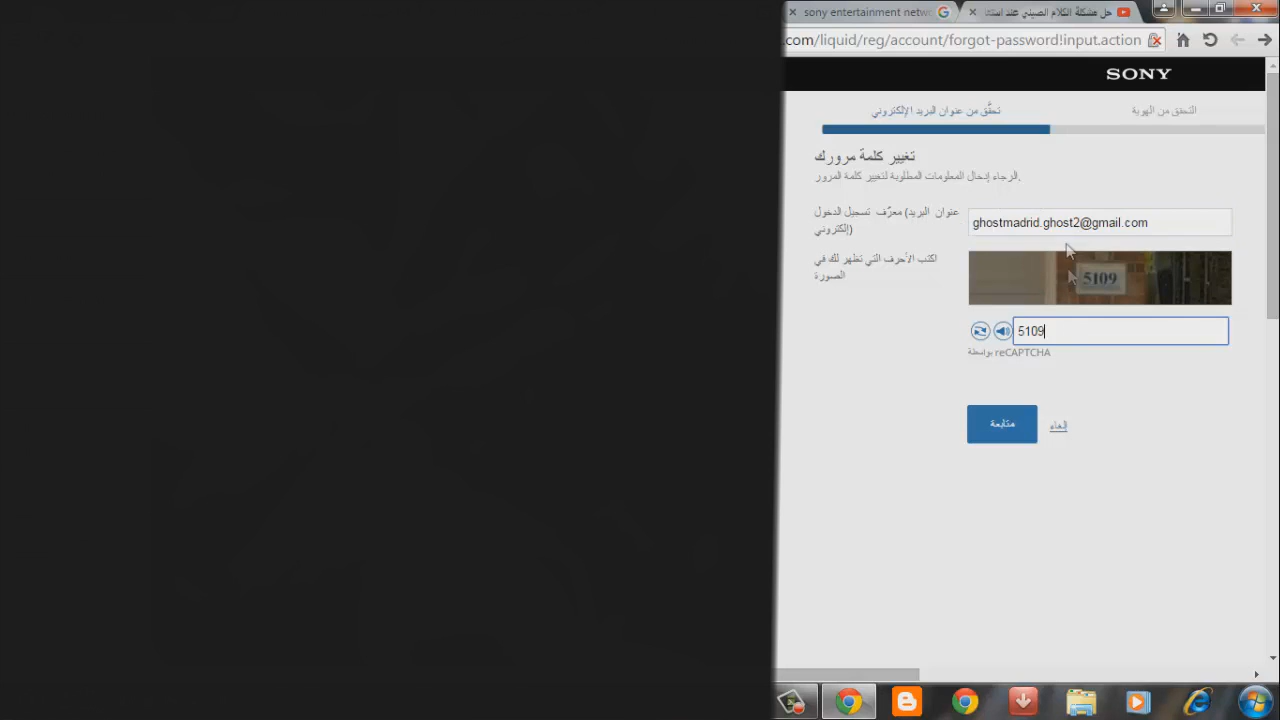 sony entertainment netw
حل مشكلة الكلام الصيني عند استا
.com/liquid/reg/account/forgot-password!input.action
SONY
تحقَّق من عنوان البريد الإلكتروني
التحقق من الهوية
تغيير كلمة مرورك
الرجاء إدخال المعلومات المطلوبة لتغيير كلمة المرور.
معرّف تسجيل الدخول (عنوان البريد
إلكتروني)
ghostmadrid.ghost2@gmail.com
اكتب الأحرف التي تظهر لك في
الصورة
5109
5109
بواسطة reCAPTCHA
متابعة
إلغاء